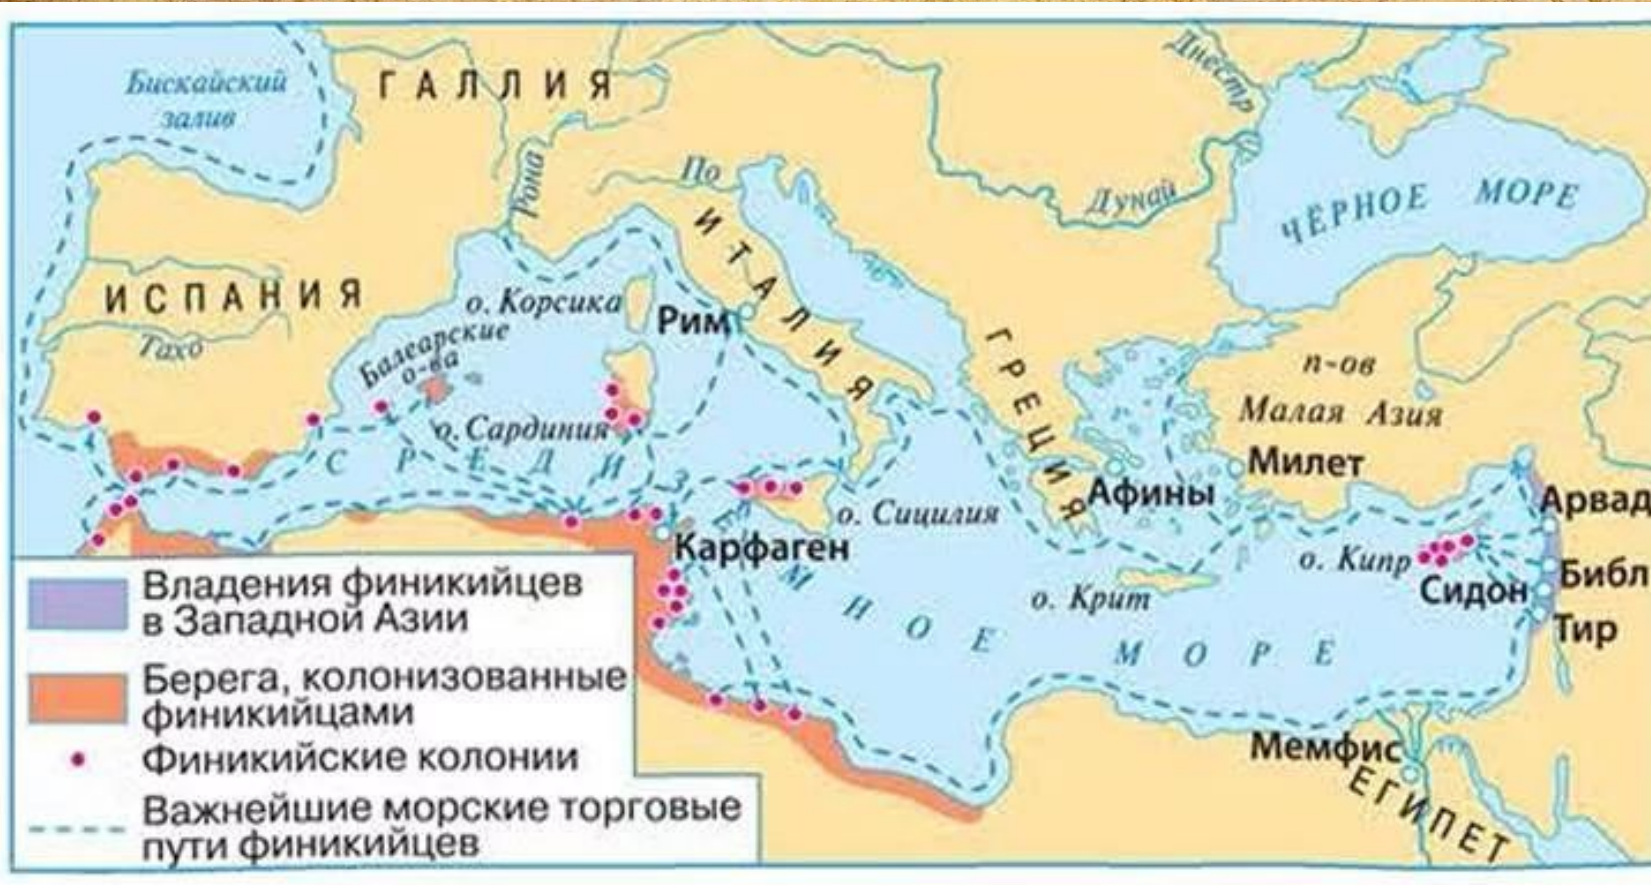 Бискайский
залив
ГАЛЛИЯ
Днестр
Рона
По
Дунай
ЧЁРНОЕ МОРЕ
ИТАЛИЯ
ИСПАНИЯ
Тахо
о. Корсика
Рим
Балеарские
о-ва
ГРЕЦИЯ
п-ов
Малая Азия
о. Сардиния
СРЕДИЗЕМНОЕ МОРЕ
Милет
Афины
Арвад
о. Сицилия
Карфаген
о. Кипр
Библ
Сидон
о. Крит
Тир
Мемфис
ЕГИПЕТ
Владения финикийцев
в Западной Азии
Берега, колонизованные
финикийцами
Финикийские колонии
Важнейшие морские торговые
пути финикийцев